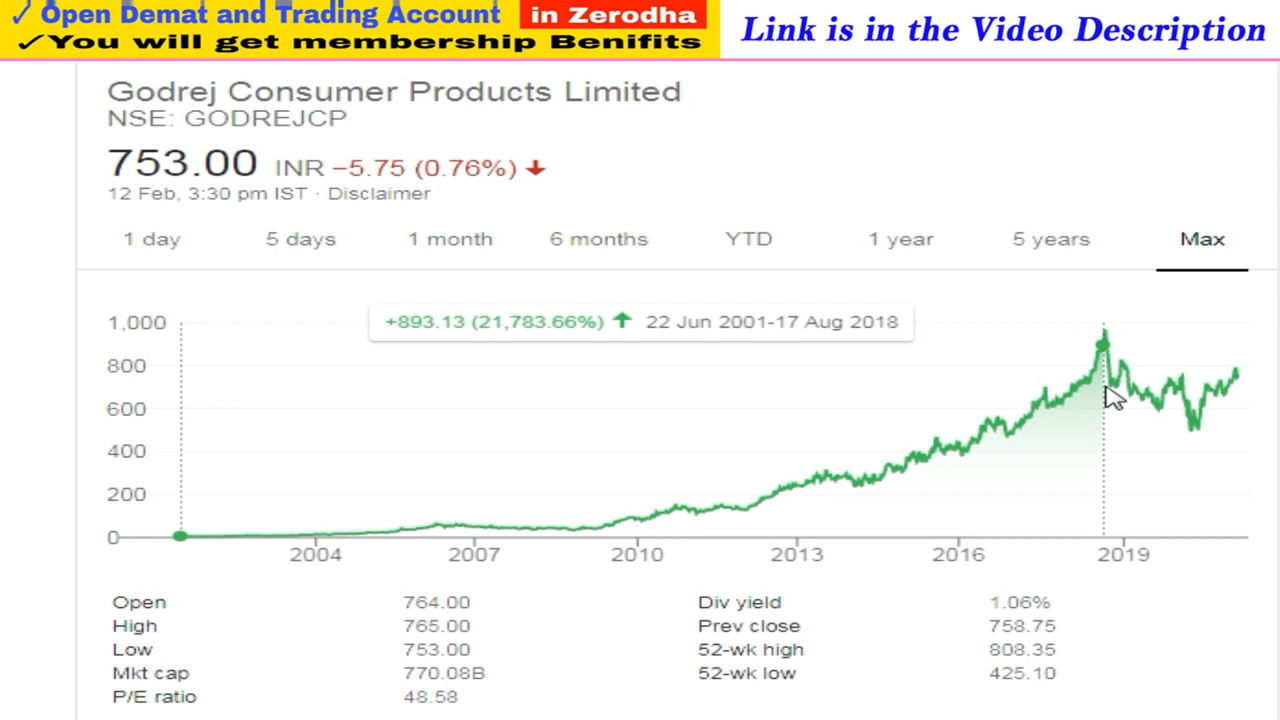 ✓ Open Demat and Trading Account in Zerodha
✓You will get membership Benifits
Link is in the Video Description
Godrej Consumer Products Limited
NSE: GODREJCP
753.00 INR −5.75 (0.76%)
12 Feb, 3:30 pm IST · Disclaimer
1 day 5 days 1 month 6 months YTD 1 year 5 years Max
+893.13 (21,783.66%) 22 Jun 2001-17 Aug 2018
1,000
800
600
400
200
0
2004 2007 2010 2013 2016 2019
Open 764.00 Div yield 1.06%
High 765.00 Prev close 758.75
Low 753.00 52-wk high 808.35
Mkt cap 770.08B 52-wk low 425.10
P/E ratio 48.58